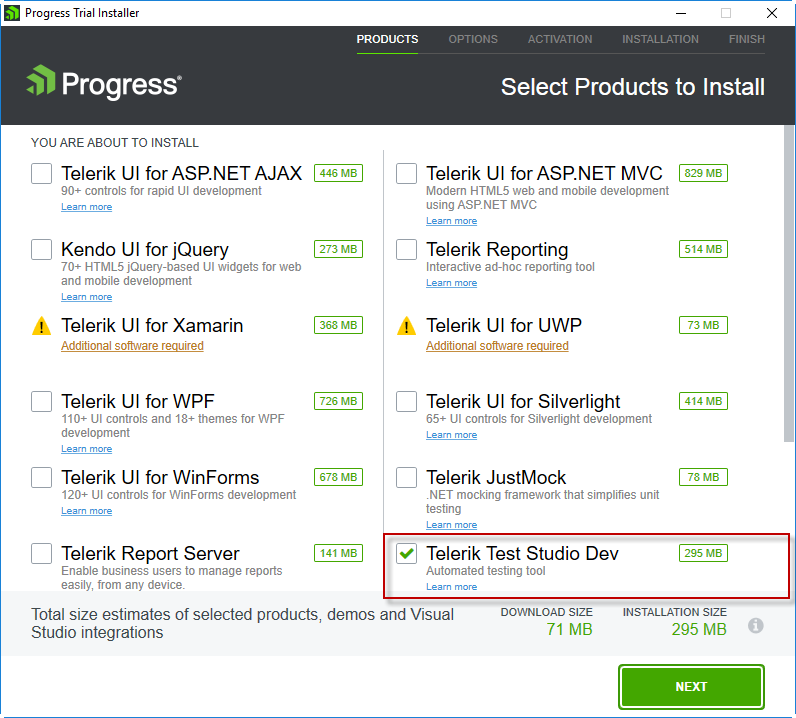 Progress Trial Installer
PRODUCTS OPTIONS ACTIVATION INSTALLATION FINISH
Progress®
Select Products to Install
YOU ARE ABOUT TO INSTALL
Telerik UI for ASP.NET AJAX 446 MB
90+ controls for rapid UI development
Learn more
Telerik UI for ASP.NET MVC 829 MB
Modern HTML5 web and mobile development
using ASP.NET MVC
Learn more
Kendo UI for jQuery 273 MB
70+ HTML5 jQuery-based UI widgets for web
and mobile development
Learn more
Telerik Reporting 514 MB
Interactive ad-hoc reporting tool
Learn more
Telerik UI for Xamarin 368 MB
Additional software required
Telerik UI for UWP 73 MB
Additional software required
Telerik UI for WPF 726 MB
110+ UI controls and 18+ themes for WPF
development
Learn more
Telerik UI for Silverlight 414 MB
65+ UI controls for Silverlight development
Learn more
Telerik UI for WinForms 678 MB
120+ UI controls for WinForms development
Learn more
Telerik JustMock 78 MB
.NET mocking framework that simplifies unit
testing
Learn more
Telerik Report Server 141 MB
Enable business users to manage reports
easily, from any device.
Telerik Test Studio Dev 295 MB
Automated testing tool
Learn more
Total size estimates of selected products, demos and Visual
Studio integrations
DOWNLOAD SIZE
71 MB
INSTALLATION SIZE
295 MB
NEXT